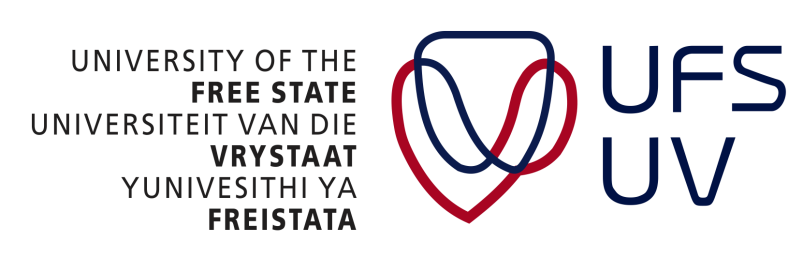 UNIVERSITY OF THE
FREE STATE
UNIVERSITEIT VAN DIE
VRYSTAAT
YUNIVESITHI YA
FREISTATA
UFS
UV